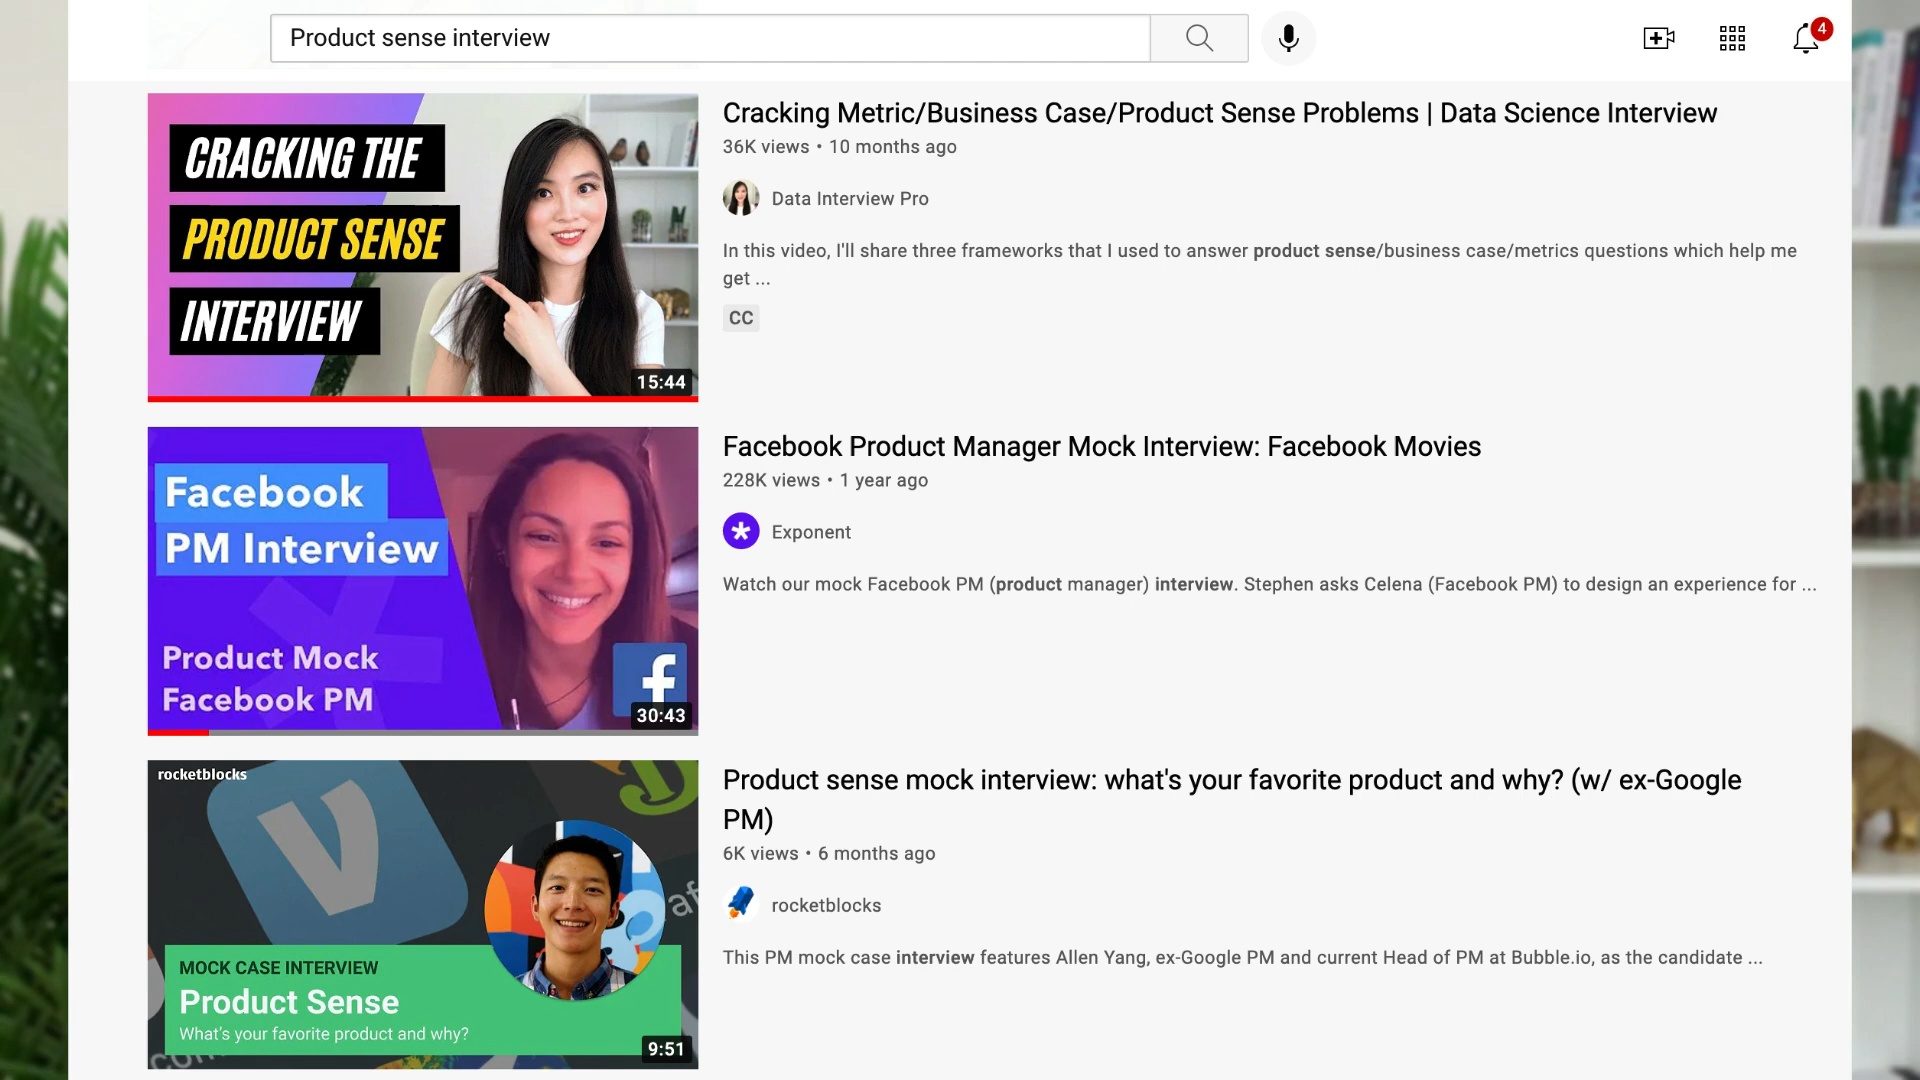 Product sense interview
4
CRACKING THE
PRODUCT SENSE
INTERVIEW
15:44
Cracking Metric/Business Case/Product Sense Problems | Data Science Interview
36K views • 10 months ago
Data Interview Pro
In this video, I'll share three frameworks that I used to answer product sense/business case/metrics questions which help me
get ...
CC
Facebook
PM Interview
Product Mock
Facebook PM
f
30:43
Facebook Product Manager Mock Interview: Facebook Movies
228K views • 1 year ago
Exponent
Watch our mock Facebook PM (product manager) interview. Stephen asks Celena (Facebook PM) to design an experience for ...
rocketblocks
MOCK CASE INTERVIEW
Product Sense
What's your favorite product and why?
9:51
Product sense mock interview: what's your favorite product and why? (w/ ex-Google
PM)
6K views • 6 months ago
rocketblocks
This PM mock case interview features Allen Yang, ex-Google PM and current Head of PM at Bubble.io, as the candidate ...